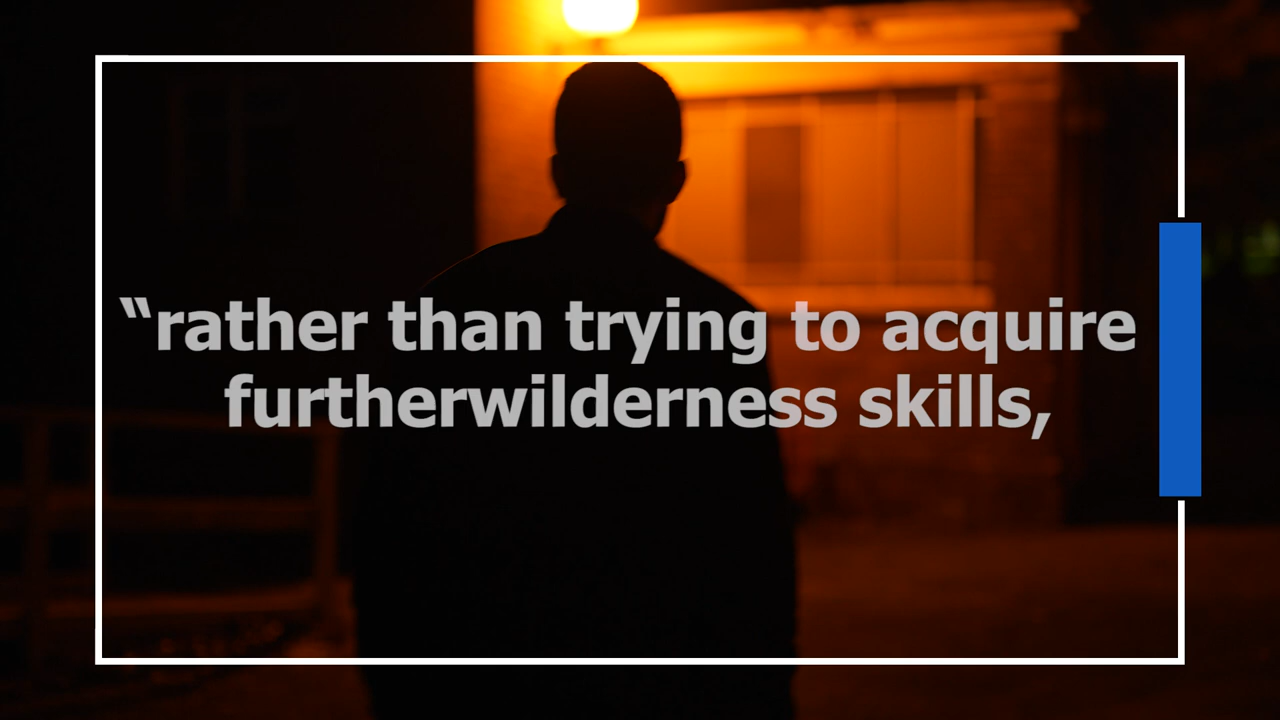 “rather than trying to acquire
furtherwilderness skills,